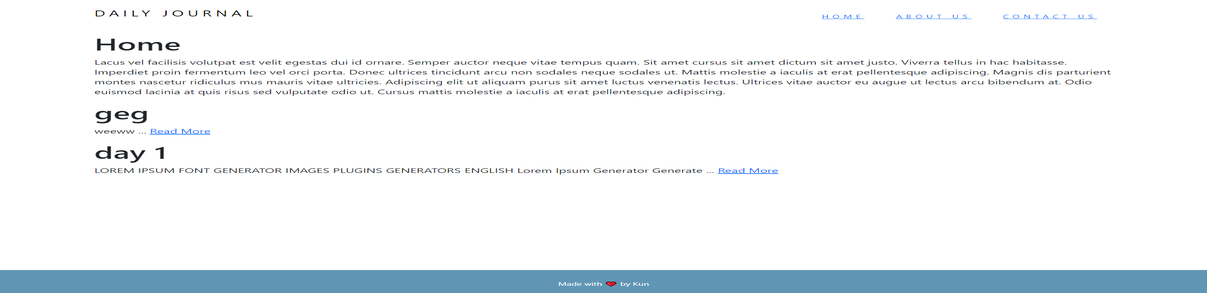 DAILY JOURNAL
HOME ABOUT US CONTACT US
Home
Lacus vel facilisis volutpat est velit egestas dui id ornare. Semper auctor neque vitae tempus quam. Sit amet cursus sit amet dictum sit amet justo. Viverra tellus in hac habitasse.
Imperdiet proin fermentum leo vel orci porta. Donec ultrices tincidunt arcu non sodales neque sodales ut. Mattis molestie a iaculis at erat pellentesque adipiscing. Magnis dis parturient
montes nascetur ridiculus mus mauris vitae ultricies. Adipiscing elit ut aliquam purus sit amet luctus venenatis lectus. Ultrices vitae auctor eu augue ut lectus arcu bibendum at. Odio
euismod lacinia at quis risus sed vulputate odio ut. Cursus mattis molestie a iaculis at erat pellentesque adipiscing.
geg
weeww ... Read More
day 1
LOREM IPSUM FONT GENERATOR IMAGES PLUGINS GENERATORS ENGLISH Lorem Ipsum Generator Generate ... Read More
Made with ❤️ by Kun